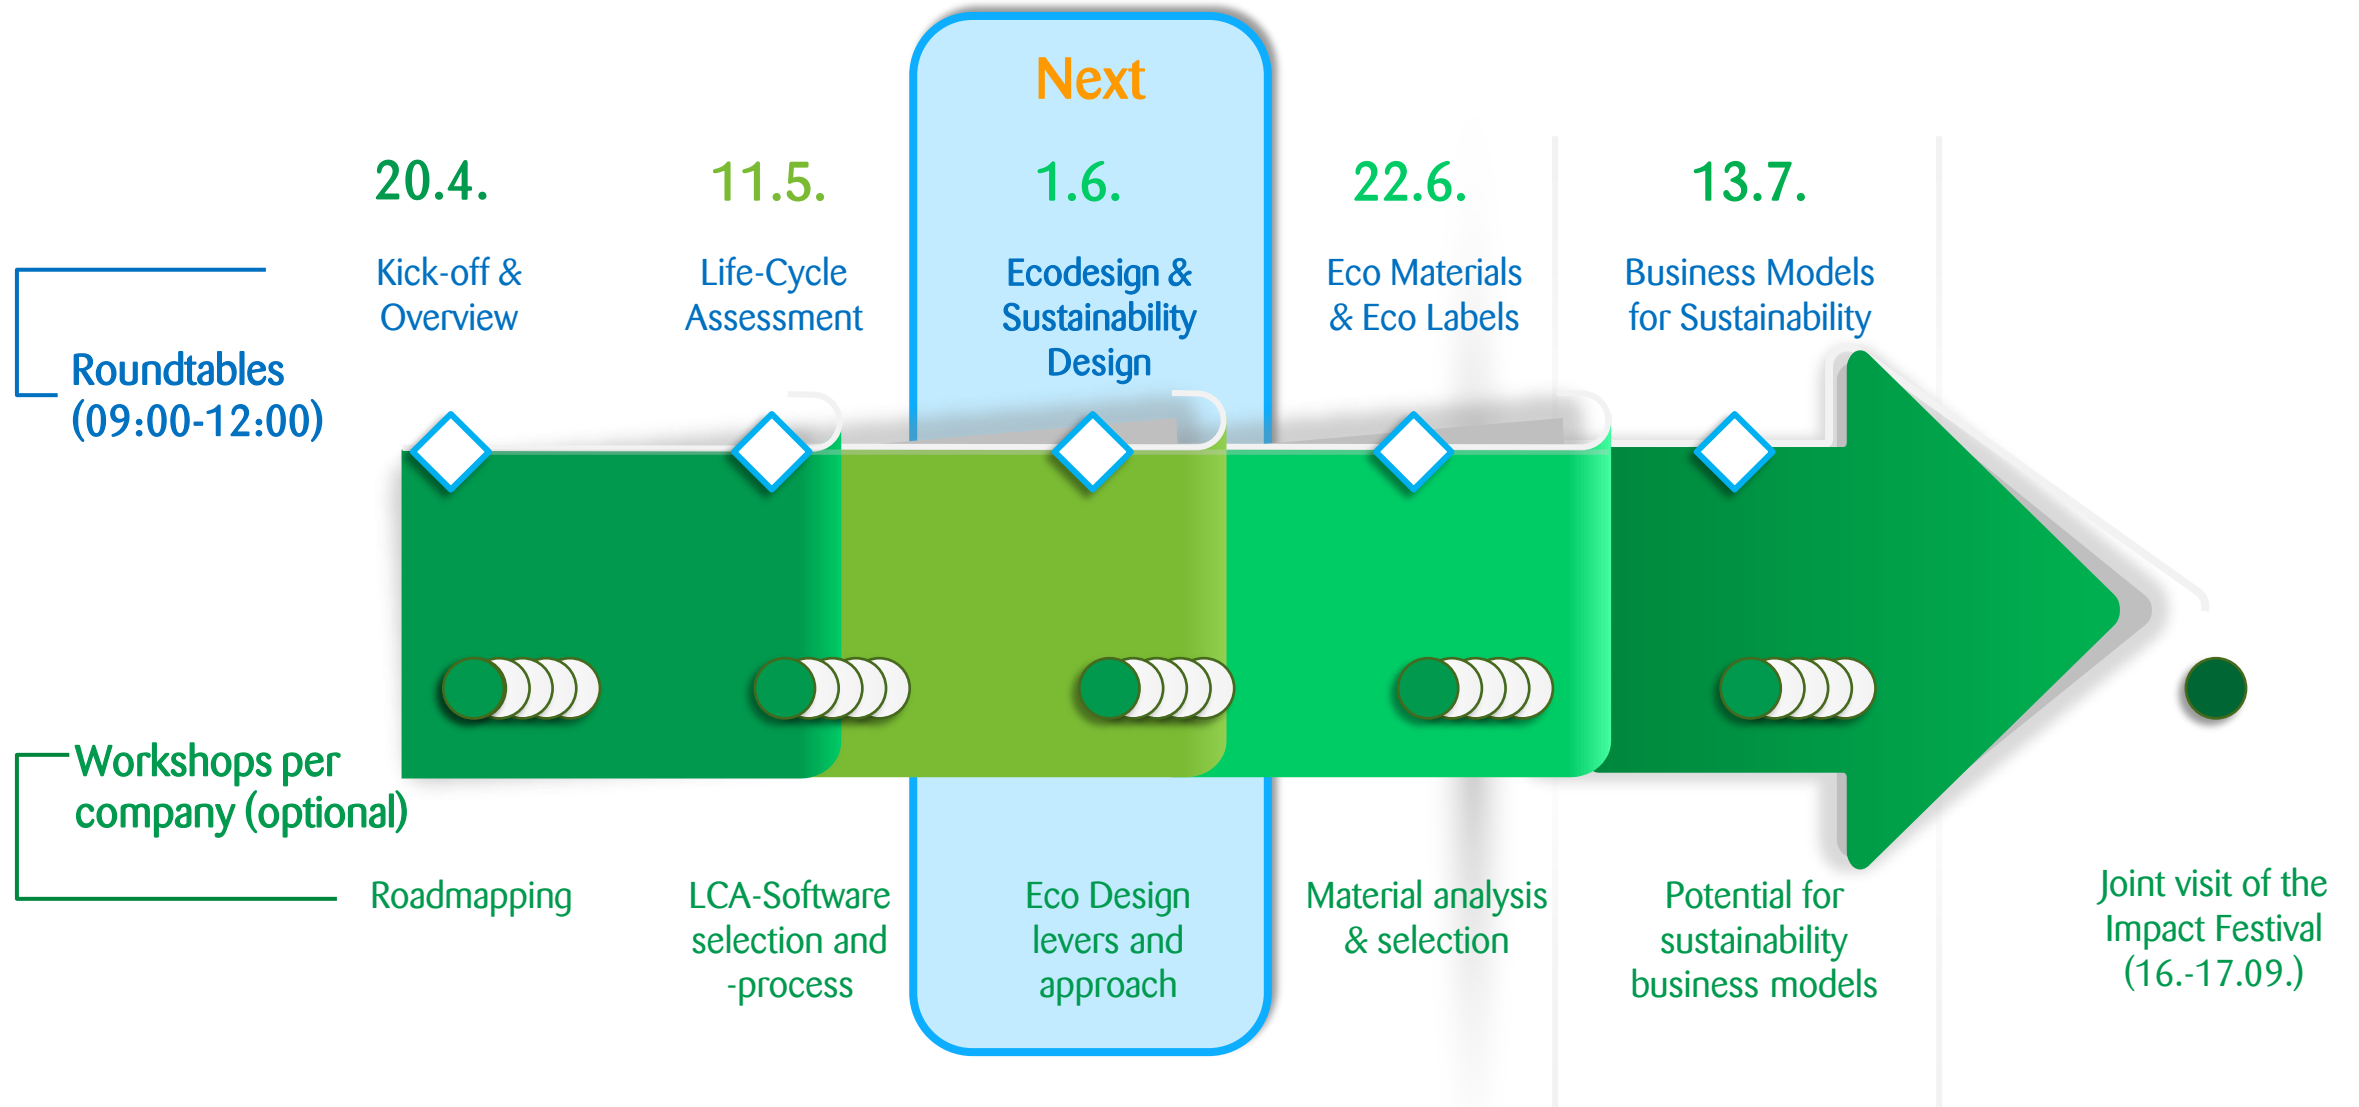 Next
20.4.
11.5.
1.6.
22.6.
13.7.
Roundtables
(09:00-12:00)
Kick-off &
Overview
Life-Cycle
Assessment
Ecodesign &
Sustainability
Design
Eco Materials
& Eco Labels
Business Models
for Sustainability
Workshops per
company (optional)
Roadmapping
LCA-Software
selection and
-process
Eco Design
levers and
approach
Material analysis
& selection
Potential for
sustainability
business models
Joint visit of the
Impact Festival
(16.-17.09.)